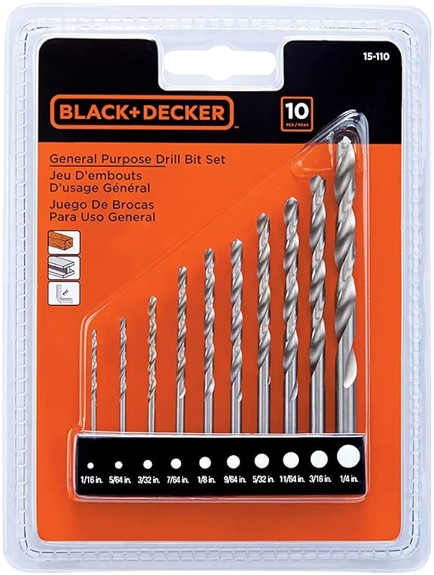 15-110
BLACK+DECKER
10
PCS/PCAS
General Purpose Drill Bit Set
Jeu D'embouts
D'usage Général
Juego De Brocas
Para Uso General
1/16 in. 5/64 in. 3/32 in. 7/64 in. 1/8 in. 9/64 in. 5/32 in. 11/64 in. 3/16 in. 1/4 in.